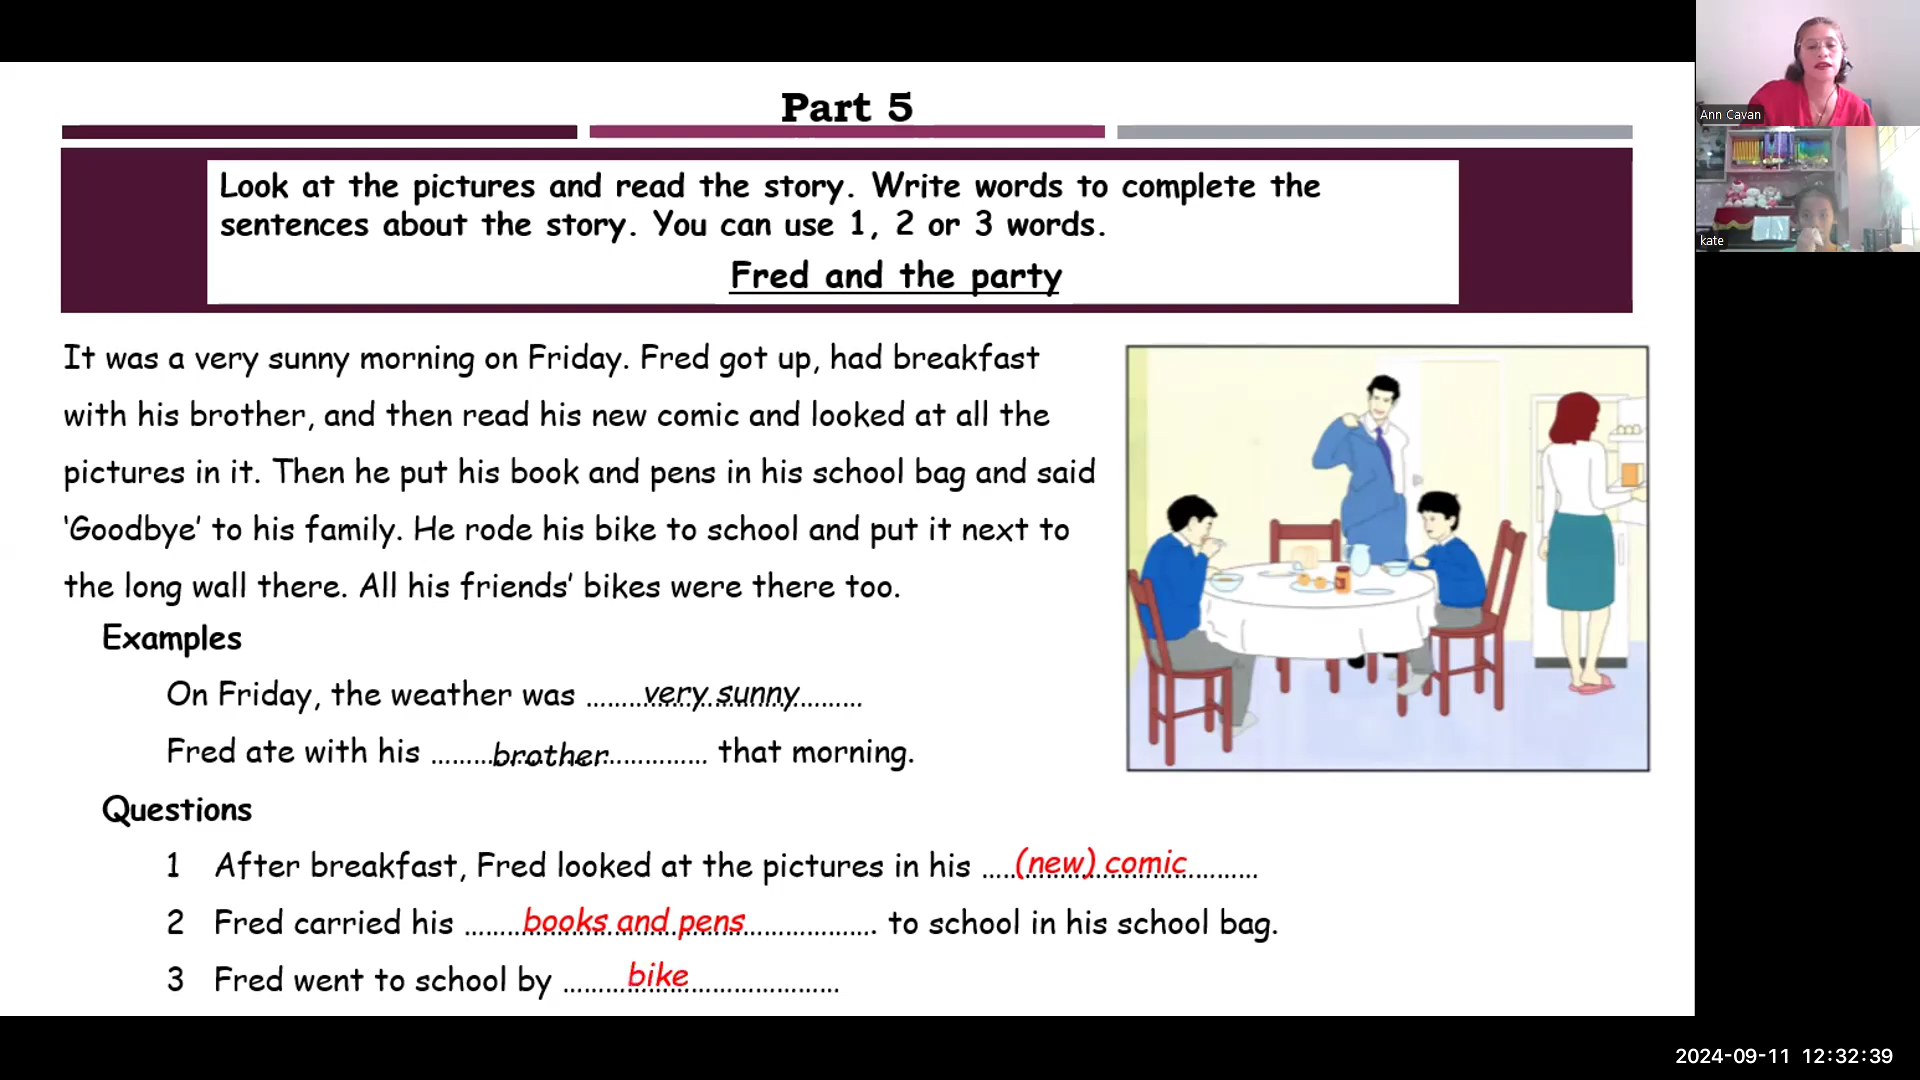 Part 5
Look at the pictures and read the story. Write words to complete the
sentences about the story. You can use 1, 2 or 3 words.
Fred and the party
It was a very sunny morning on Friday. Fred got up, had breakfast
with his brother, and then read his new comic and looked at all the
pictures in it. Then he put his book and pens in his school bag and said
‘Goodbye’ to his family. He rode his bike to school and put it next to
the long wall there. All his friends’ bikes were there too.
Examples
On Friday, the weather was ........very sunny..........
Fred ate with his ........brother.............. that morning.
Questions
1 After breakfast, Fred looked at the pictures in his .....(new) comic..........
2 Fred carried his ........books and pens.................. to school in his school bag.
3 Fred went to school by .........bike.....................
Ann Cavan
kate
2024-09-11 12:32:39